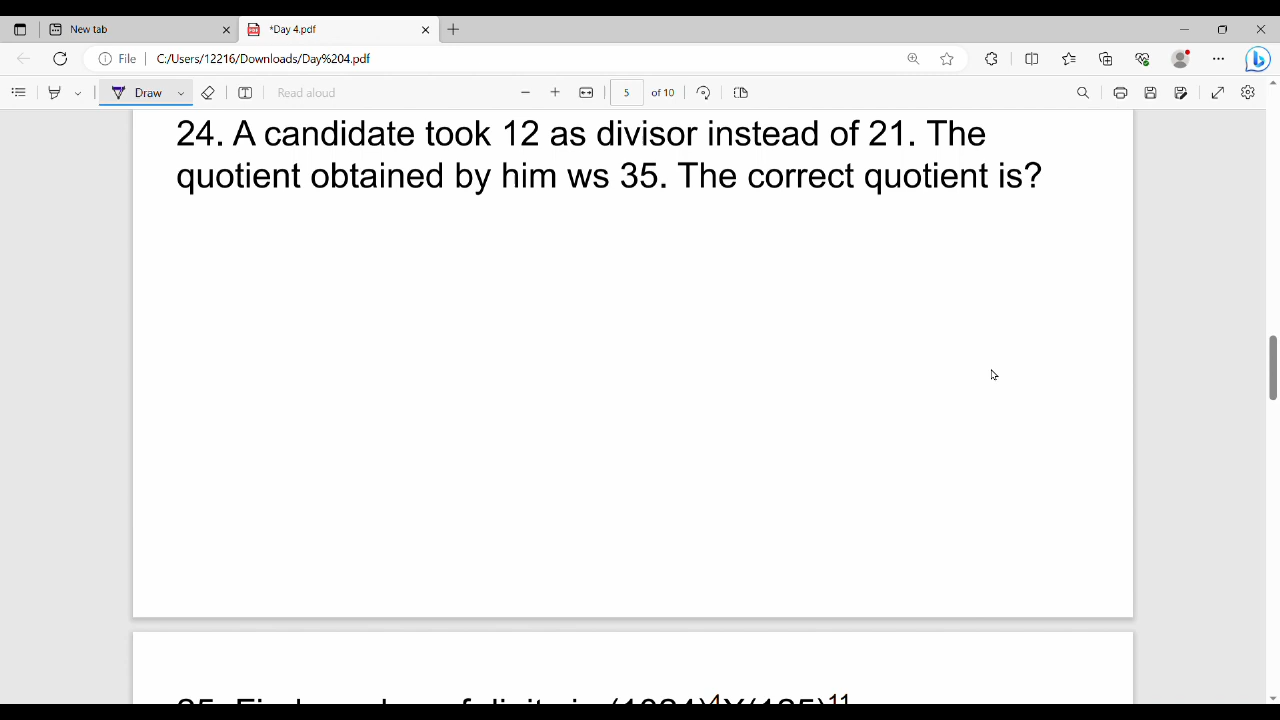 New tab
*Day 4.pdf
File
C:/Users/12216/Downloads/Day%204.pdf
Draw
Read aloud
5
of 10
24. A candidate took 12 as divisor instead of 21. The
quotient obtained by him ws 35. The correct quotient is?